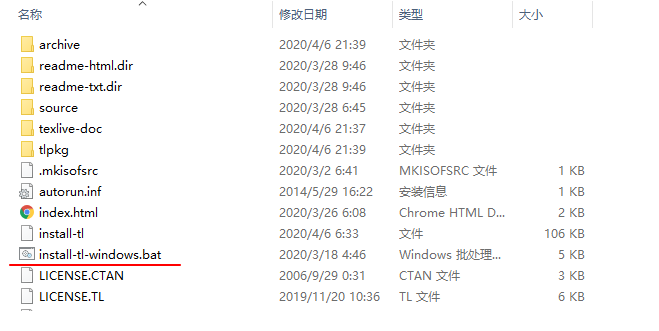 名称 修改日期 类型 大小
archive 2020/4/6 21:39 文件夹
readme-html.dir 2020/3/28 9:46 文件夹
readme-txt.dir 2020/3/28 9:46 文件夹
source 2020/3/28 6:45 文件夹
texlive-doc 2020/4/6 21:37 文件夹
tlpkg 2020/4/6 21:39 文件夹
.mkisofsrc 2020/3/2 6:41 MKISOFSRC 文件 1 KB
autorun.inf 2014/5/29 16:22 安装信息 1 KB
index.html 2020/3/26 6:08 Chrome HTML D... 2 KB
install-tl 2020/4/6 6:33 文件 106 KB
install-tl-windows.bat 2020/3/18 4:46 Windows 批处理... 5 KB
LICENSE.CTAN 2006/9/29 0:31 CTAN 文件 3 KB
LICENSE.TL 2019/11/20 10:36 TL 文件 6 KB